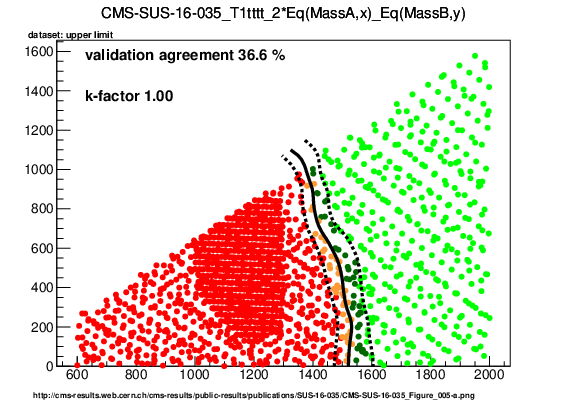 CMS-SUS-16-035_T1tttt_2*Eq(MassA,x)_Eq(MassB,y)
dataset: upper limit
validation agreement 36.6 %
k-factor 1.00
1600
1400
1200
1000
800
600
400
200
0
600 800 1000 1200 1400 1600 1800 2000
http://cms-results.web.cern.ch/cms-results/public-results/publications/SUS-16-035/CMS-SUS-16-035_Figure_005-a.png